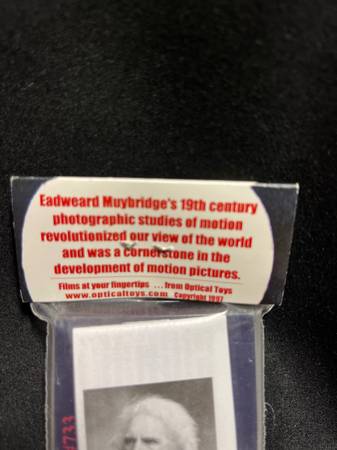 Eadweard Muybridge's 19th century
photographic studies of motion
revolutionized our view of the world
and was a cornerstone in the
development of motion pictures.
Films at your fingertips ... from Optical Toys
www.opticaltoys.com Copyright 1997
#733